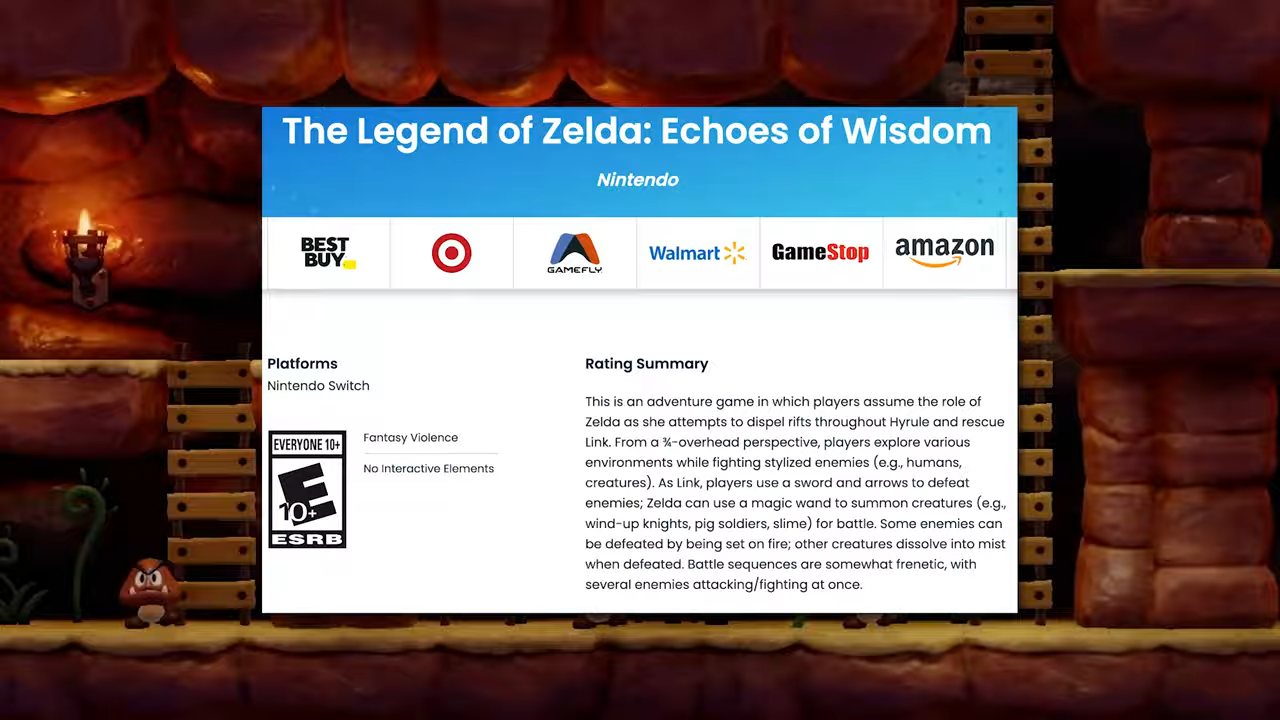 The Legend of Zelda: Echoes of Wisdom
Nintendo
BEST
BUY
GAMEFLY
Walmart
GameStop
amazon
Platforms
Nintendo Switch
EVERYONE 10+
E
10+
ESRB
Fantasy Violence
No Interactive Elements
Rating Summary
This is an adventure game in which players assume the role of
Zelda as she attempts to dispel rifts throughout Hyrule and rescue
Link. From a ¾-overhead perspective, players explore various
environments while fighting stylized enemies (e.g., humans,
creatures). As Link, players use a sword and arrows to defeat
enemies; Zelda can use a magic wand to summon creatures (e.g.,
wind-up knights, pig soldiers, slime) for battle. Some enemies can
be defeated by being set on fire; other creatures dissolve into mist
when defeated. Battle sequences are somewhat frenetic, with
several enemies attacking/fighting at once.